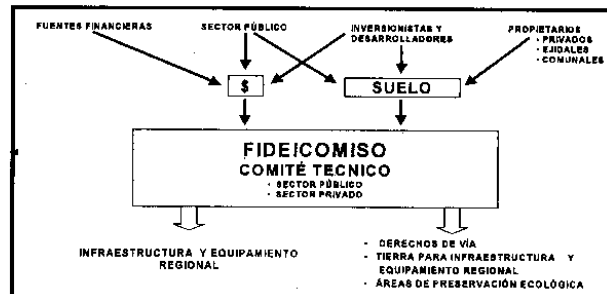 FUENTES FINANCIERAS
SECTOR PÚBLICO
INVERSIONISTAS Y
DESARROLLADORES
PROPIETARIOS
· PRIVADOS
· EJIDALES
· COMUNALES
$
SUELO
FIDEICOMISO
COMITÉ TECNICO
· SECTOR PÚBLICO
· SECTOR PRIVADO
INFRAESTRUCTURA Y EQUIPAMIENTO
REGIONAL
- DERECHOS DE VÍA
- TIERRA PARA INFRAESTRUCTURA Y
EQUIPAMIENTO REGIONAL
- ÁREAS DE PRESERVACIÓN ECOLÓGICA